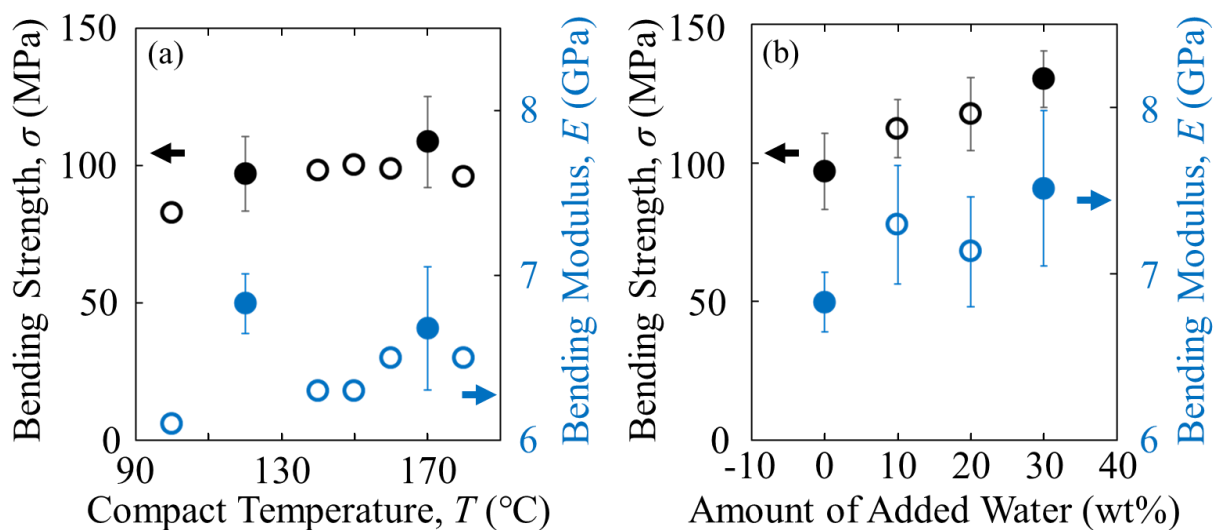 (a)
Bending Strength, σ (MPa)
150
100
50
0
Bending Modulus, E (GPa)
8
7
6
90 130 170
Compact Temperature, T (°C)
(b)
Bending Strength, σ (MPa)
150
100
50
0
Bending Modulus, E (GPa)
8
7
6
-10 0 10 20 30 40
Amount of Added Water (wt%)